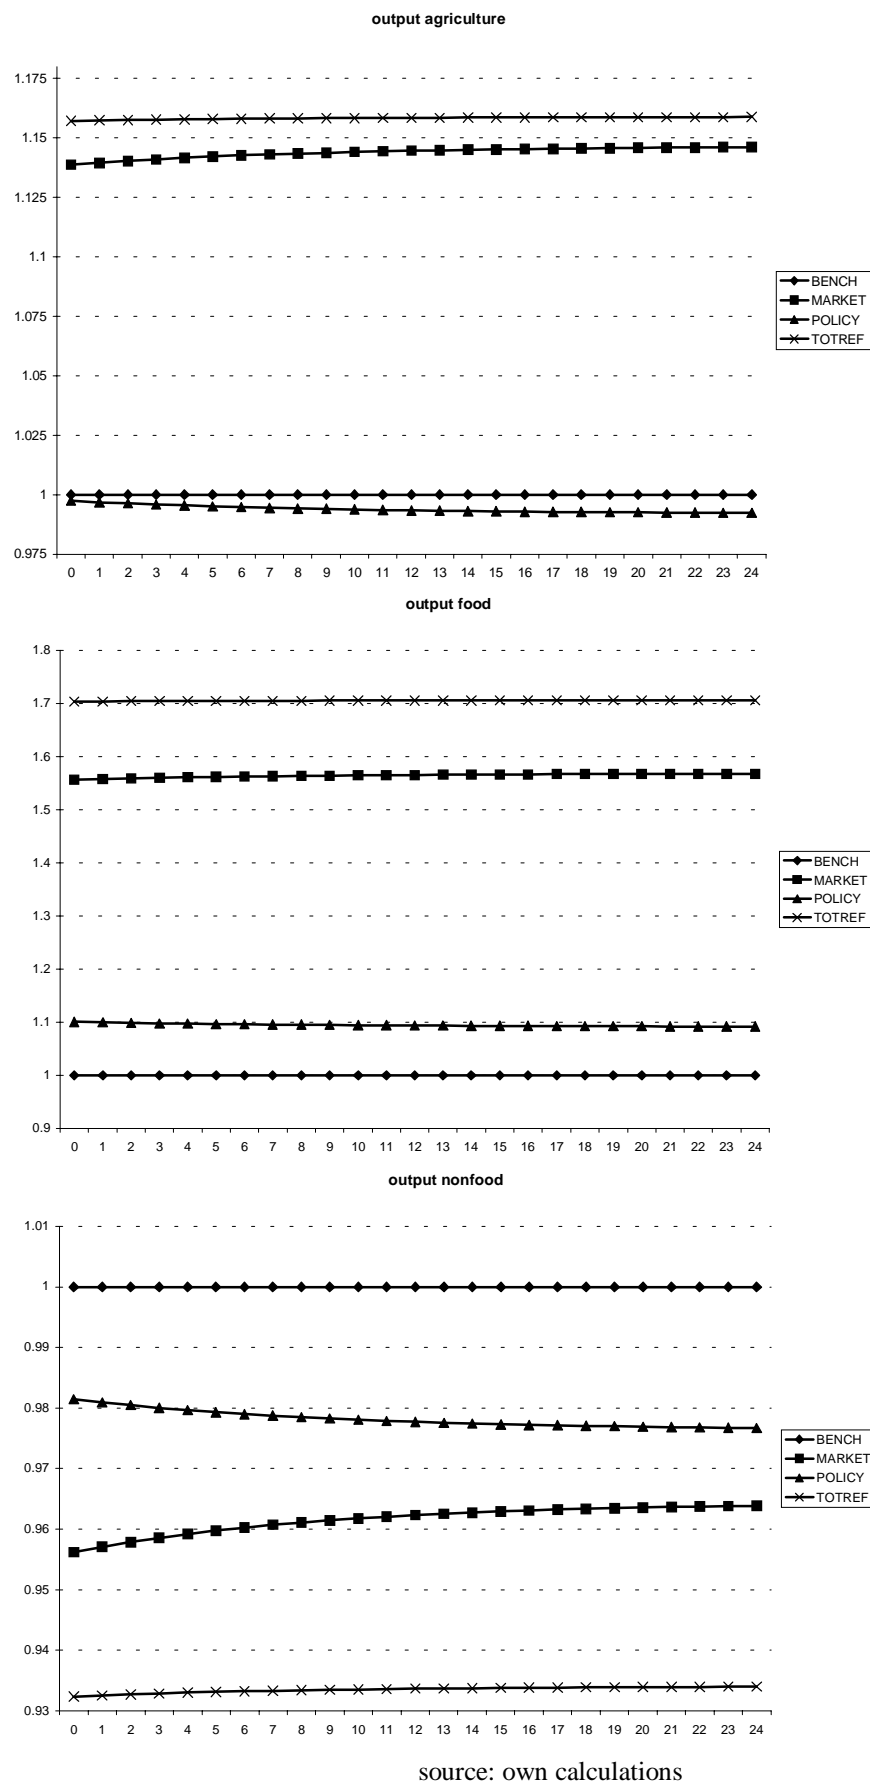 output agriculture
1.175
1.15
1.125
1.1
1.075
1.05
1.025
1
0.975
0 1 2 3 4 5 6 7 8 9 10 11 12 13 14 15 16 17 18 19 20 21 22 23 24
BENCH
MARKET
POLICY
TOTREF
output food
1.8
1.7
1.6
1.5
1.4
1.3
1.2
1.1
1
0.9
0 1 2 3 4 5 6 7 8 9 10 11 12 13 14 15 16 17 18 19 20 21 22 23 24
BENCH
MARKET
POLICY
TOTREF
output nonfood
1.01
1
0.99
0.98
0.97
0.96
0.95
0.94
0.93
0 1 2 3 4 5 6 7 8 9 10 11 12 13 14 15 16 17 18 19 20 21 22 23 24
BENCH
MARKET
POLICY
TOTREF
source: own calculations